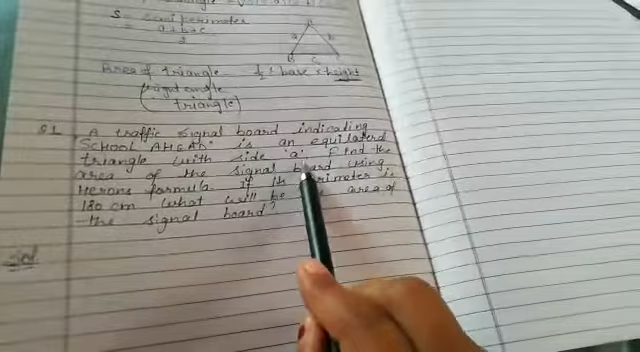 S = semi perimeter
= a+b+c
2
a b
B C C
Area of triangle 1/2 × base × height
(right angle
triangle)
Q1 A traffic signal board indicating
SCHOOL AHEAD" is an equilateral
triangle with side 'a'. Find the
area of the signal board using
Herons formula. If its perimeter is
180 cm what will be the area of
the signal board?
Sol